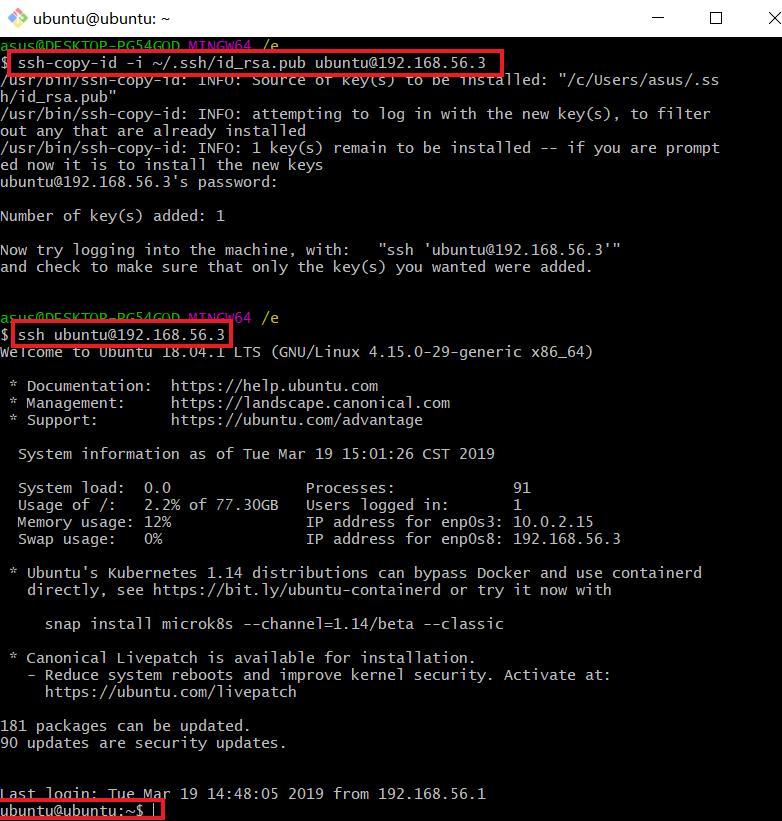 ubuntu@ubuntu: ~
asus@DESKTOP-PG54GOD MINGW64 /e
$ ssh-copy-id -i ~/.ssh/id_rsa.pub ubuntu@192.168.56.3
/usr/bin/ssh-copy-id: INFO: Source of key(s) to be installed: "/c/Users/asus/.ss
h/id_rsa.pub"
/usr/bin/ssh-copy-id: INFO: attempting to log in with the new key(s), to filter
out any that are already installed
/usr/bin/ssh-copy-id: INFO: 1 key(s) remain to be installed -- if you are prompt
ed now it is to install the new keys
ubuntu@192.168.56.3's password:
Number of key(s) added: 1
Now try logging into the machine, with:   "ssh 'ubuntu@192.168.56.3'"
and check to make sure that only the key(s) you wanted were added.
asus@DESKTOP-PG54GOD MINGW64 /e
$ ssh ubuntu@192.168.56.3
Welcome to Ubuntu 18.04.1 LTS (GNU/Linux 4.15.0-29-generic x86_64)
* Documentation:  https://help.ubuntu.com
* Management:     https://landscape.canonical.com
* Support:        https://ubuntu.com/advantage
System information as of Tue Mar 19 15:01:26 CST 2019
System load:  0.0               Processes:             91
Usage of /:   2.2% of 77.30GB   Users logged in:       1
Memory usage: 12%               IP address for enp0s3: 10.0.2.15
Swap usage:   0%                IP address for enp0s8: 192.168.56.3
* Ubuntu's Kubernetes 1.14 distributions can bypass Docker and use containerd
directly, see https://bit.ly/ubuntu-containerd or try it now with
snap install microk8s --channel=1.14/beta --classic
* Canonical Livepatch is available for installation.
- Reduce system reboots and improve kernel security. Activate at:
https://ubuntu.com/livepatch
181 packages can be updated.
90 updates are security updates.
Last login: Tue Mar 19 14:48:05 2019 from 192.168.56.1
ubuntu@ubuntu:~$